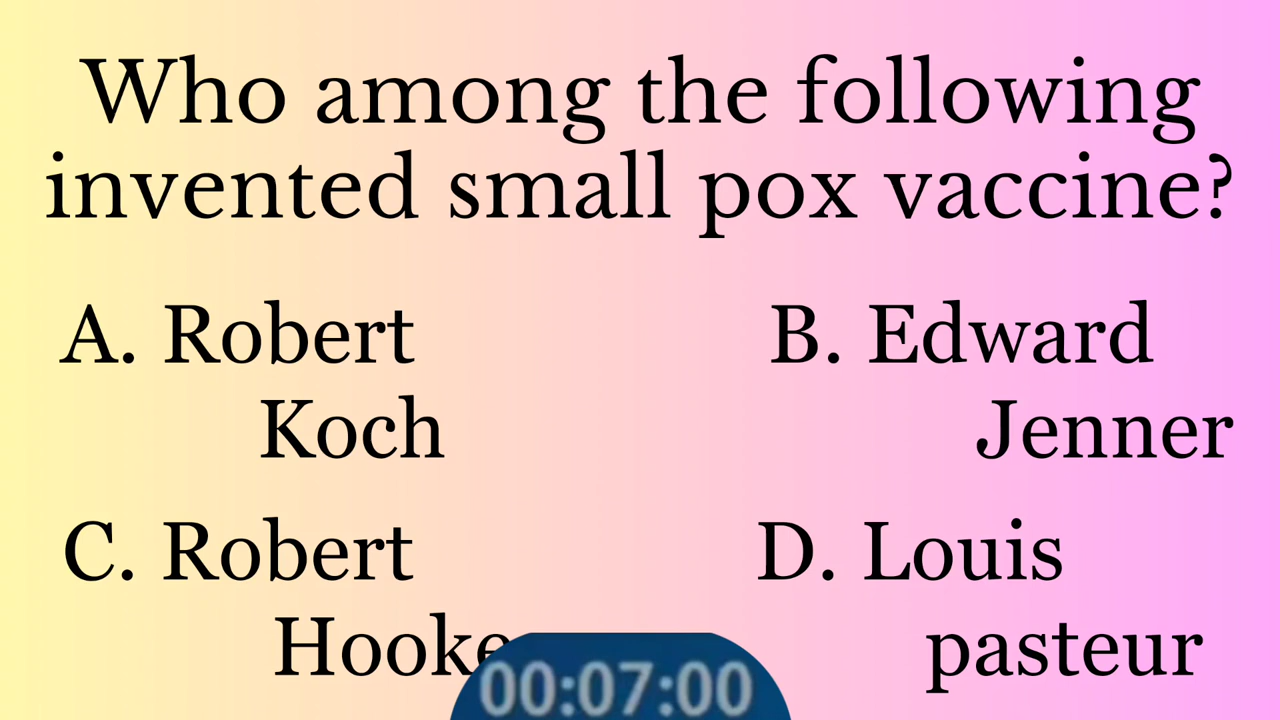 Who among the following
invented small pox vaccine?
A. Robert
Koch
B. Edward
Jenner
C. Robert
Hooke
D. Louis
pasteur
00:07:00